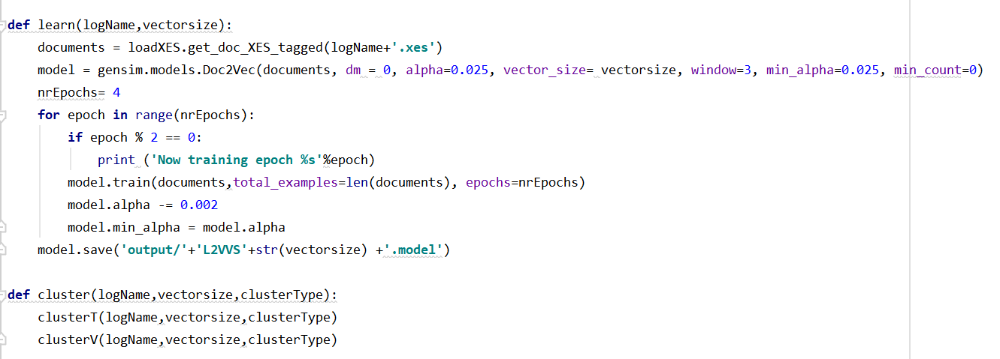 def learn(logName,vectorsize):
    documents = loadXES.get_doc_XES_tagged(logName+'.xes')
    model = gensim.models.Doc2Vec(documents, dm = 0, alpha=0.025, vector_size= vectorsize, window=3, min_alpha=0.025, min_count=0)
    nrEpochs= 4
    for epoch in range(nrEpochs):
        if epoch % 2 == 0:
            print ('Now training epoch %s'%epoch)
        model.train(documents,total_examples=len(documents), epochs=nrEpochs)
        model.alpha -= 0.002
        model.min_alpha = model.alpha
    model.save('output/'+'L2VVS'+str(vectorsize) +'.model')
def cluster(logName,vectorsize,clusterType):
    clusterT(logName,vectorsize,clusterType)
    clusterV(logName,vectorsize,clusterType)